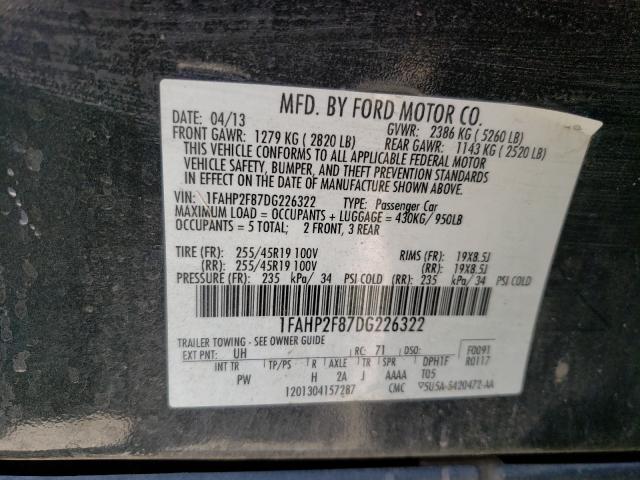 MFD. BY FORD MOTOR CO.
DATE: 04/13 GVWR: 2386 KG ( 5260 LB)
FRONT GAWR: 1279 KG ( 2820 LB) REAR GAWR: 1143 KG ( 2520 LB)
THIS VEHICLE CONFORMS TO ALL APPLICABLE FEDERAL MOTOR
VEHICLE SAFETY, BUMPER, AND THEFT PREVENTION STANDARDS
IN EFFECT ON THE DATE OF MANUFACTURE SHOWN ABOVE.
VIN: 1FAHP2F87DG226322 TYPE: Passenger Car
MAXIMUM LOAD = OCCUPANTS + LUGGAGE = 430KG/ 950LB
OCCUPANTS = 5 TOTAL; 2 FRONT, 3 REAR
TIRE (FR): 255/45R19 100V RIMS (FR): 19X8.5J
(RR): 255/45R19 100V (RR): 19X8.5J
PRESSURE (FR): 235 kPa/ 34 PSI COLD (RR): 235 kPa/ 34 PSI COLD
1FAHP2F87DG226322
TRAILER TOWING - SEE OWNER GUIDE
EXT PNT: UH RC: 71 DSO: F0091
INT TR TP/PS R AXLE TR SPR DPH1F R0117
PW H 2A J AAAA T05
1201304157287 CMC 5U5A-5420472-AA